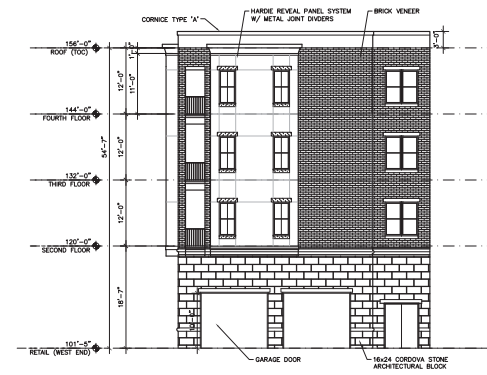 HARDIE REVEAL PANEL SYSTEM
W/ METAL JOINT DIVDERS
BRICK VENEER
CORNICE TYPE 'A'
3'-0"
156'-0"
ROOF (TOC)
1'-0"
12'-0"
11'-0"
144'-0"
FOURTH FLOOR
54'-7"
12'-0"
132'-0"
THIRD FLOOR
12'-0"
120'-0"
SECOND FLOOR
18'-7"
101'-5"
RETAIL (WEST END)
GARAGE DOOR
16x24 CORDOVA STONE
ARCHITECTURAL BLOCK